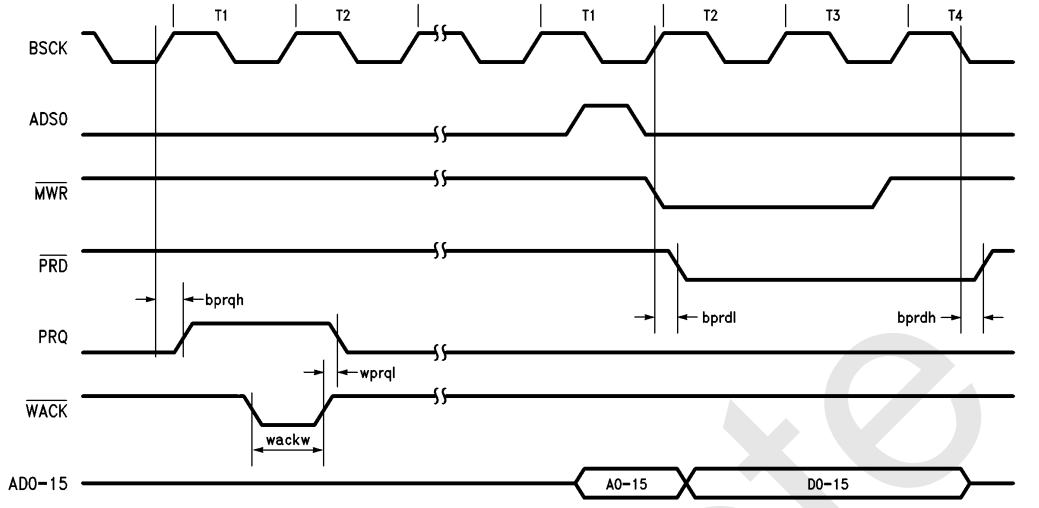 T1 T2 T1 T2 T3 T4
BSCK
ADS0
MWR
PRD
bprqh
bprdl
bprdh
PRQ
wprql
WACK
wackw
AD0-15
A0-15
D0-15